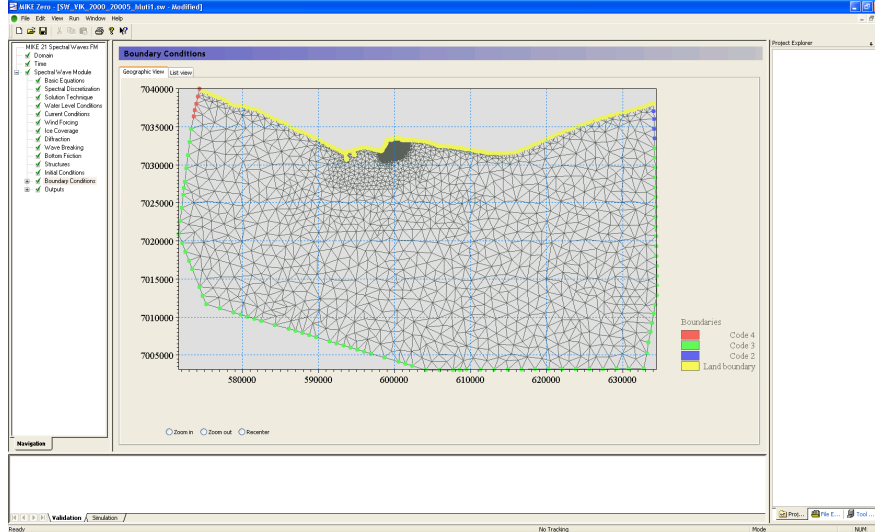 MIKE Zero - [SW_VIK_2000_20005_hluti1.sw - Modified]
File Edit View Run Window Help
MIKE 21 Spectral Waves FM
Domain
Time
Spectral Wave Module
Basic Equations
Spectral Discretization
Solution Technique
Water Level Conditions
Current Conditions
Wind Forcing
Ice Coverage
Diffraction
Wave Breaking
Bottom Friction
Structures
Initial Conditions
Boundary Conditions
Outputs
Navigation
Boundary Conditions
Geographic View List view
7040000
7035000
7030000
7025000
7020000
7015000
7010000
7005000
580000 590000 600000 610000 620000 630000
Boundaries
Code 4
Code 3
Code 2
Land boundary
Zoom in Zoom out Recenter
Project Explorer
Validation Simulation
Proj... File E... Tool ...
Ready No Tracking Mode NUM